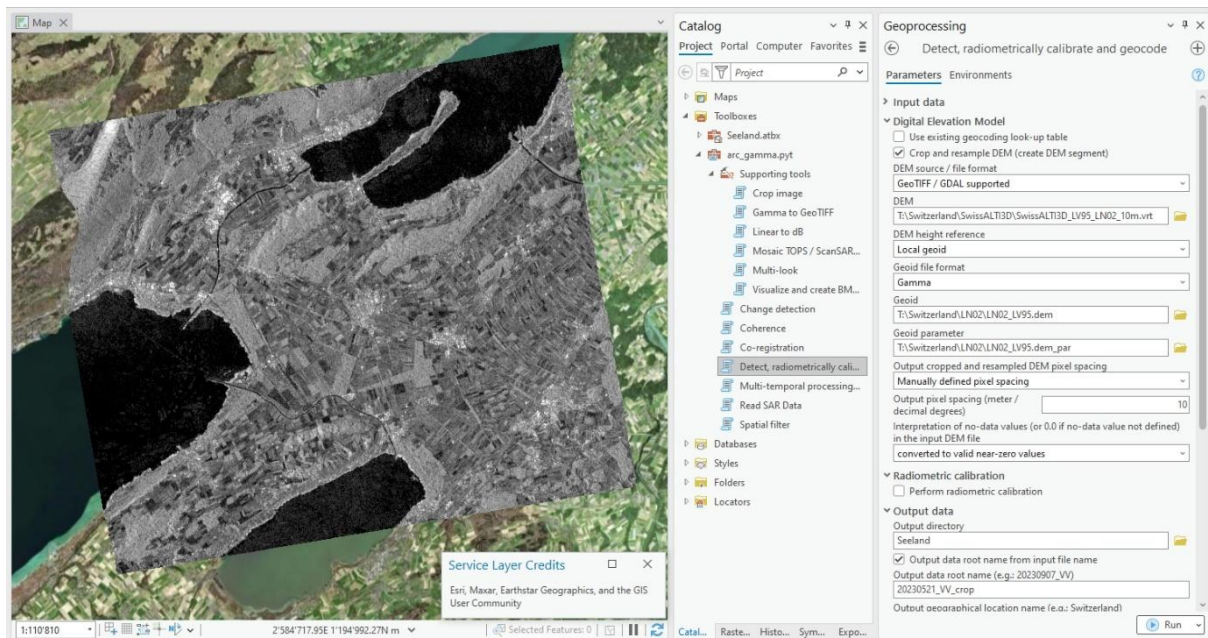 Map
Service Layer Credits
Esri, Maxar, Earthstar Geographics, and the GIS
User Community
1:110'810
2'584'717.95E 1'194'992.27N m
Selected Features: 0
Catalog
Project Portal Computer Favorites
Project
Maps
Toolboxes
Seeland.atbx
arc_gamma.pyt
Supporting tools
Crop image
Gamma to GeoTIFF
Linear to dB
Mosaic TOPS / ScanSAR...
Multi-look
Visualize and create BM...
Change detection
Coherence
Co-registration
Detect, radiometrically cali...
Multi-temporal processing...
Read SAR Data
Spatial filter
Databases
Styles
Folders
Locators
Catal... Raste... Histo... Sym... Expo...
Geoprocessing
Detect, radiometrically calibrate and geocode
Parameters Environments
Input data
Digital Elevation Model
Use existing geocoding look-up table
Crop and resample DEM (create DEM segment)
DEM source / file format
GeoTIFF / GDAL supported
DEM
T:\Switzerland\SwissALTI3D\SwissALTI3D_LV95_LN02_10m.vrt
DEM height reference
Local geoid
Geoid file format
Gamma
Geoid
T:\Switzerland\LN02\LN02_LV95.dem
Geoid parameter
T:\Switzerland\LN02\LN02_LV95.dem_par
Output cropped and resampled DEM pixel spacing
Manually defined pixel spacing
Output pixel spacing (meter /
decimal degrees)
10
Interpretation of no-data values (or 0.0 if no-data value not defined)
in the input DEM file
converted to valid near-zero values
Radiometric calibration
Perform radiometric calibration
Output data
Output directory
Seeland
Output data root name from input file name
Output data root name (e.g.: 20230907_VV)
20230521_VV_crop
Output geographical location name (e.g.: Switzerland)
Run